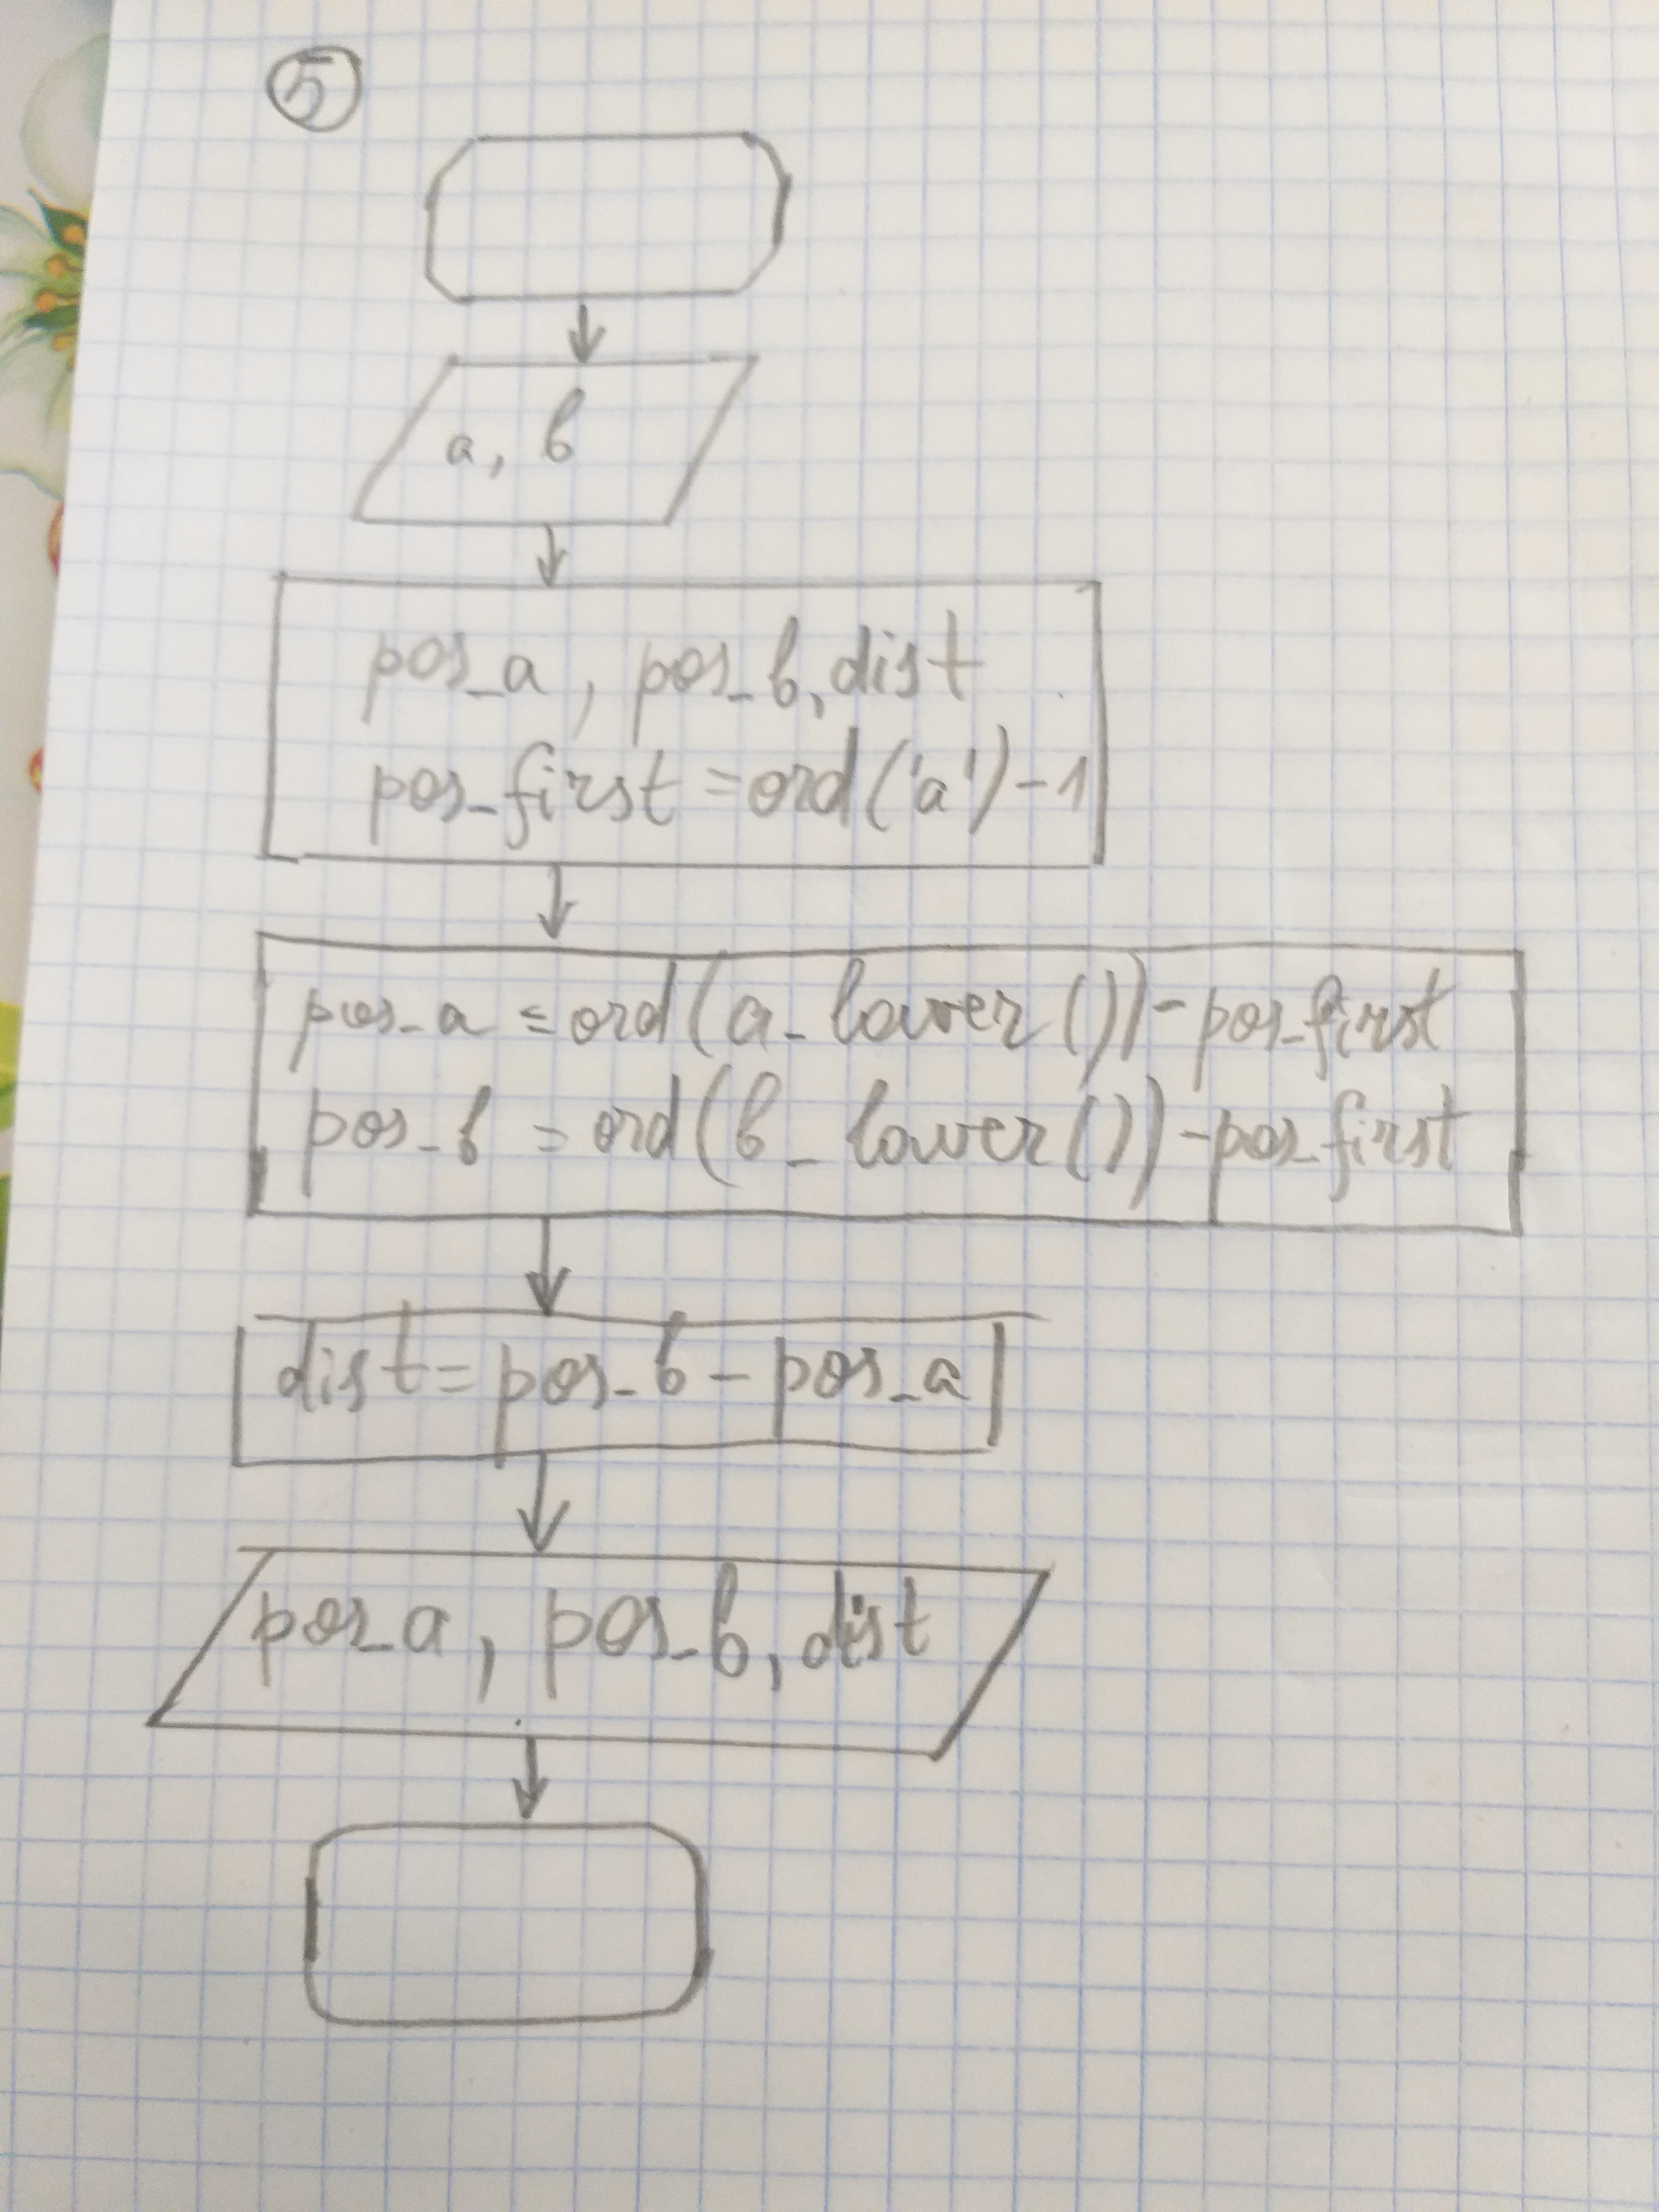 5
a, b
pos_a, pos_b, dist
pos_first = ord('a') - 1
pos_a = ord(a_lower()) - pos_first
pos_b = ord(b_lower()) - pos_first
dist = pos_b - pos_a
pos_a, pos_b, dist